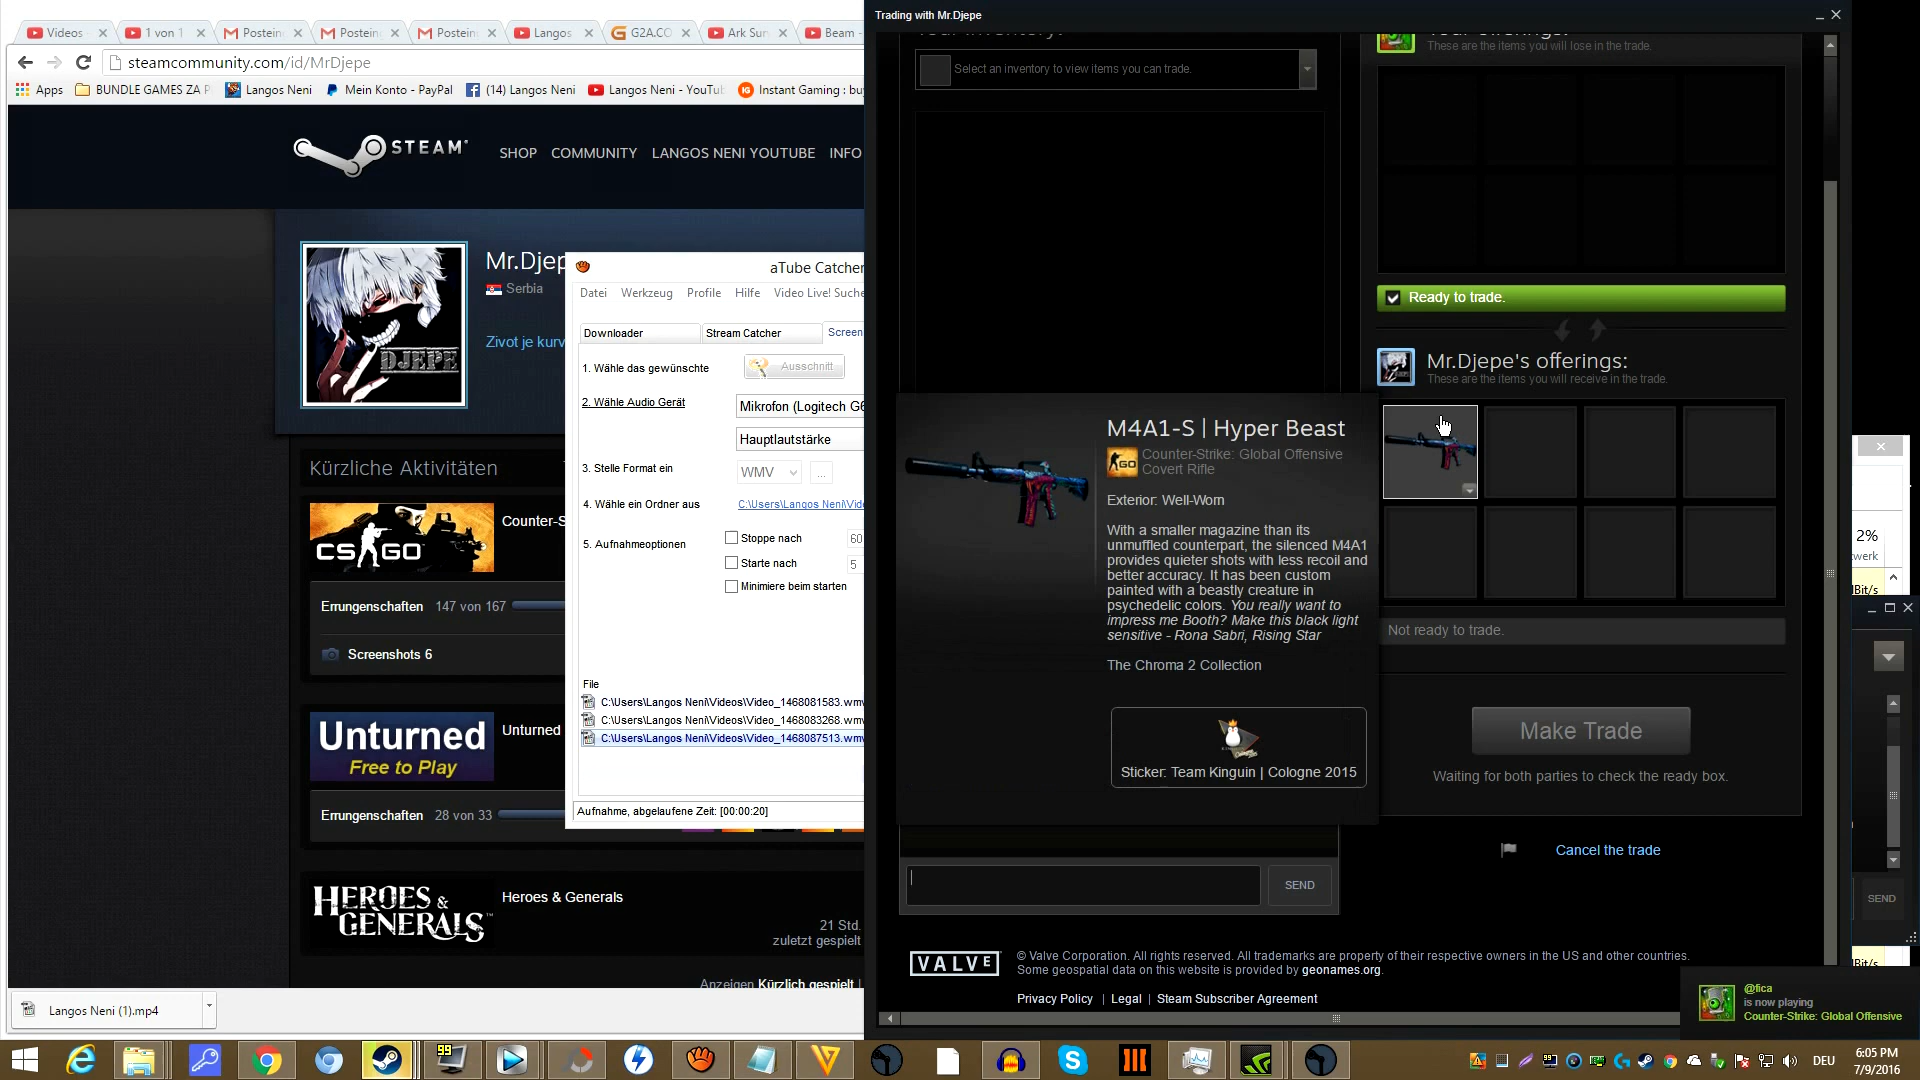 Videos
1 von 1
Postein
Postein
Postein
Langos
G2A.CO
Ark Sun
Beam -
steamcommunity.com/id/MrDjepe
Apps
BUNDLE GAMES ZA P
Langos Neni
Mein Konto - PayPal
(14) Langos Neni
Langos Neni - YouTub
Instant Gaming : bu
STEAM
SHOP
COMMUNITY
LANGOS NENI YOUTUBE
INFO
Mr.Djep
Serbia
Zivot je kurv
DJEPE
Kürzliche Aktivitäten
CS GO
Counter-S
Errungenschaften 147 von 167
Screenshots 6
Unturned
Free to Play
Unturned
Errungenschaften 28 von 33
HEROES &
GENERALS
Heroes & Generals
21 Std.
zuletzt gespielt
Anzeigen Kürzlich gespielt |
aTube Catcher
Datei
Werkzeug
Profile
Hilfe
Video Live! Suche
Downloader
Stream Catcher
Screen
1. Wähle das gewünschte
Ausschnitt
2. Wähle Audio Gerät
Mikrofon (Logitech G6
Hauptlautstärke
3. Stelle Format ein
WMV
...
4. Wähle ein Ordner aus
C:\Users\Langos Neni\Vide
5. Aufnahmeoptionen
Stoppe nach
60
Starte nach
5
Minimiere beim starten
File
C:\Users\Langos Neni\Videos\Video_1468081583.wmv
C:\Users\Langos Neni\Videos\Video_1468083268.wmv
C:\Users\Langos Neni\Videos\Video_1468087513.wmv
Aufnahme, abgelaufene Zeit: [00:00:20]
Trading with Mr.Djepe
Your inventory:
Select an inventory to view items you can trade.
Your Offerings:
These are the items you will lose in the trade.
Ready to trade.
Mr.Djepe's offerings:
These are the items you will receive in the trade.
M4A1-S | Hyper Beast
GO
Counter-Strike: Global Offensive
Covert Rifle
Exterior: Well-Worn
With a smaller magazine than its
unmuffled counterpart, the silenced M4A1
provides quieter shots with less recoil and
better accuracy. It has been custom
painted with a beastly creature in
psychedelic colors. You really want to
impress me Booth? Make this black light
sensitive - Rona Sabri, Rising Star
The Chroma 2 Collection
Sticker: Team Kinguin | Cologne 2015
Not ready to trade.
Make Trade
Waiting for both parties to check the ready box.
Cancel the trade
SEND
VALVE
© Valve Corporation. All rights reserved. All trademarks are property of their respective owners in the US and other countries.
Some geospatial data on this website is provided by geonames.org.
Privacy Policy | Legal | Steam Subscriber Agreement
2%
zwerk
Bit/s
SEND
Bit/s
@fica
is now playing
Counter-Strike: Global Offensive
Langos Neni (1).mp4
99
DEU
6:05 PM
7/9/2016